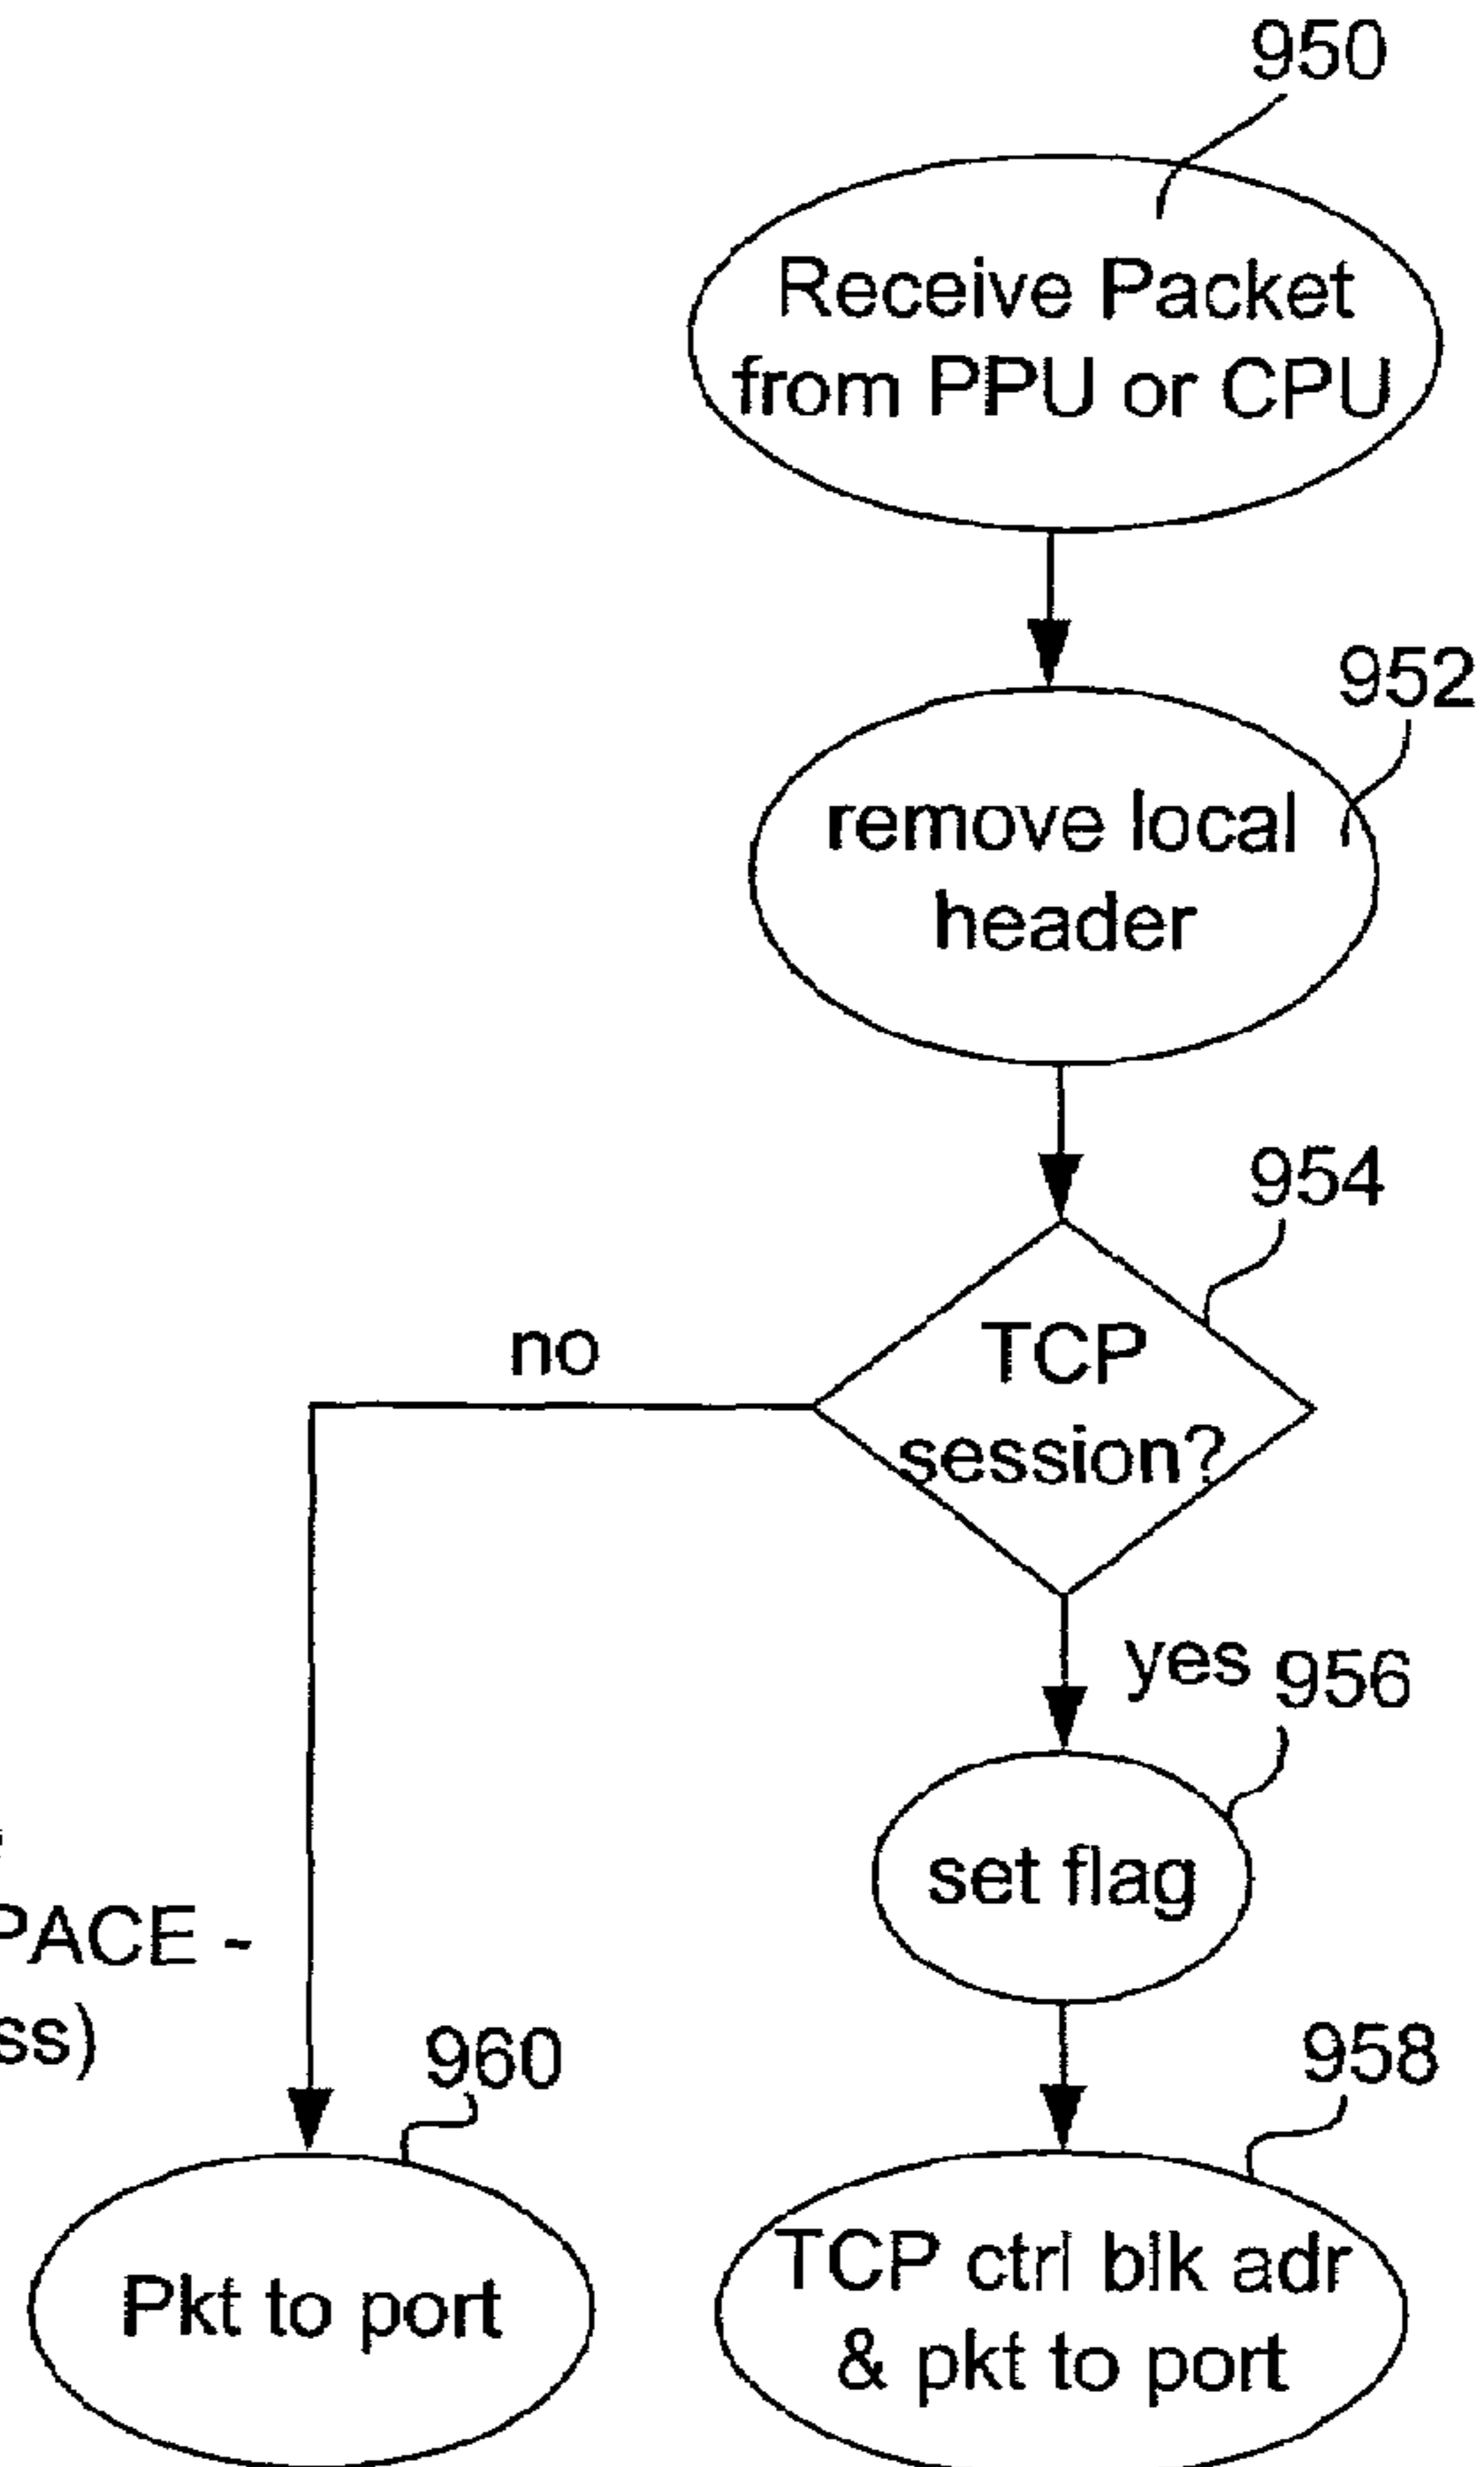 950
Receive Packet
from PPU or CPU
952
remove local
header
954
TCP
session?
no
yes
956
set flag
PACE -
ss)
960
958
Pkt to port
TCP ctrl blk adr
& pkt to port